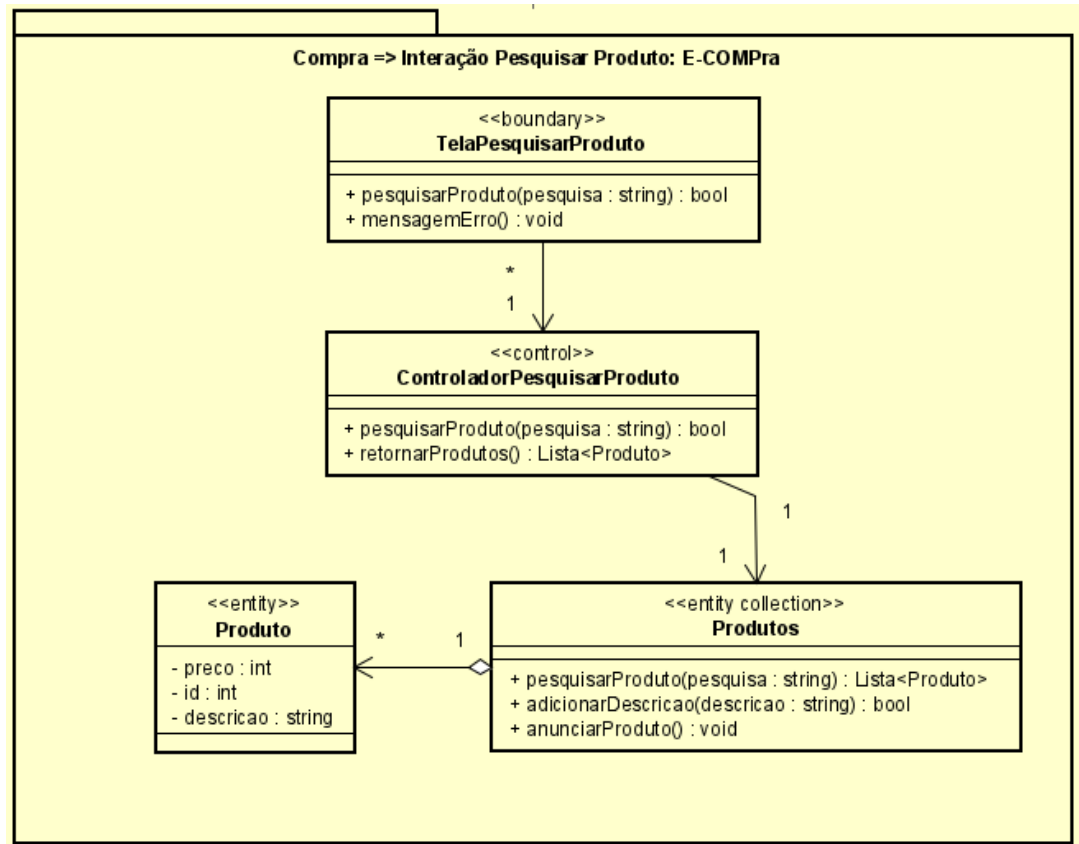 Compra => Interação Pesquisar Produto: E-COMPra
<<boundary>>
TelaPesquisarProduto
+ pesquisarProduto(pesquisa : string) : bool
+ mensagemErro() : void
*
1
<<control>>
ControladorPesquisarProduto
+ pesquisarProduto(pesquisa : string) : bool
+ retornarProdutos() : Lista<Produto>
1
1
<<entity>>
Produto
- preco : int
- id : int
- descricao : string
*
1
<<entity collection>>
Produtos
+ pesquisarProduto(pesquisa : string) : Lista<Produto>
+ adicionarDescricao(descricao : string) : bool
+ anunciarProduto() : void